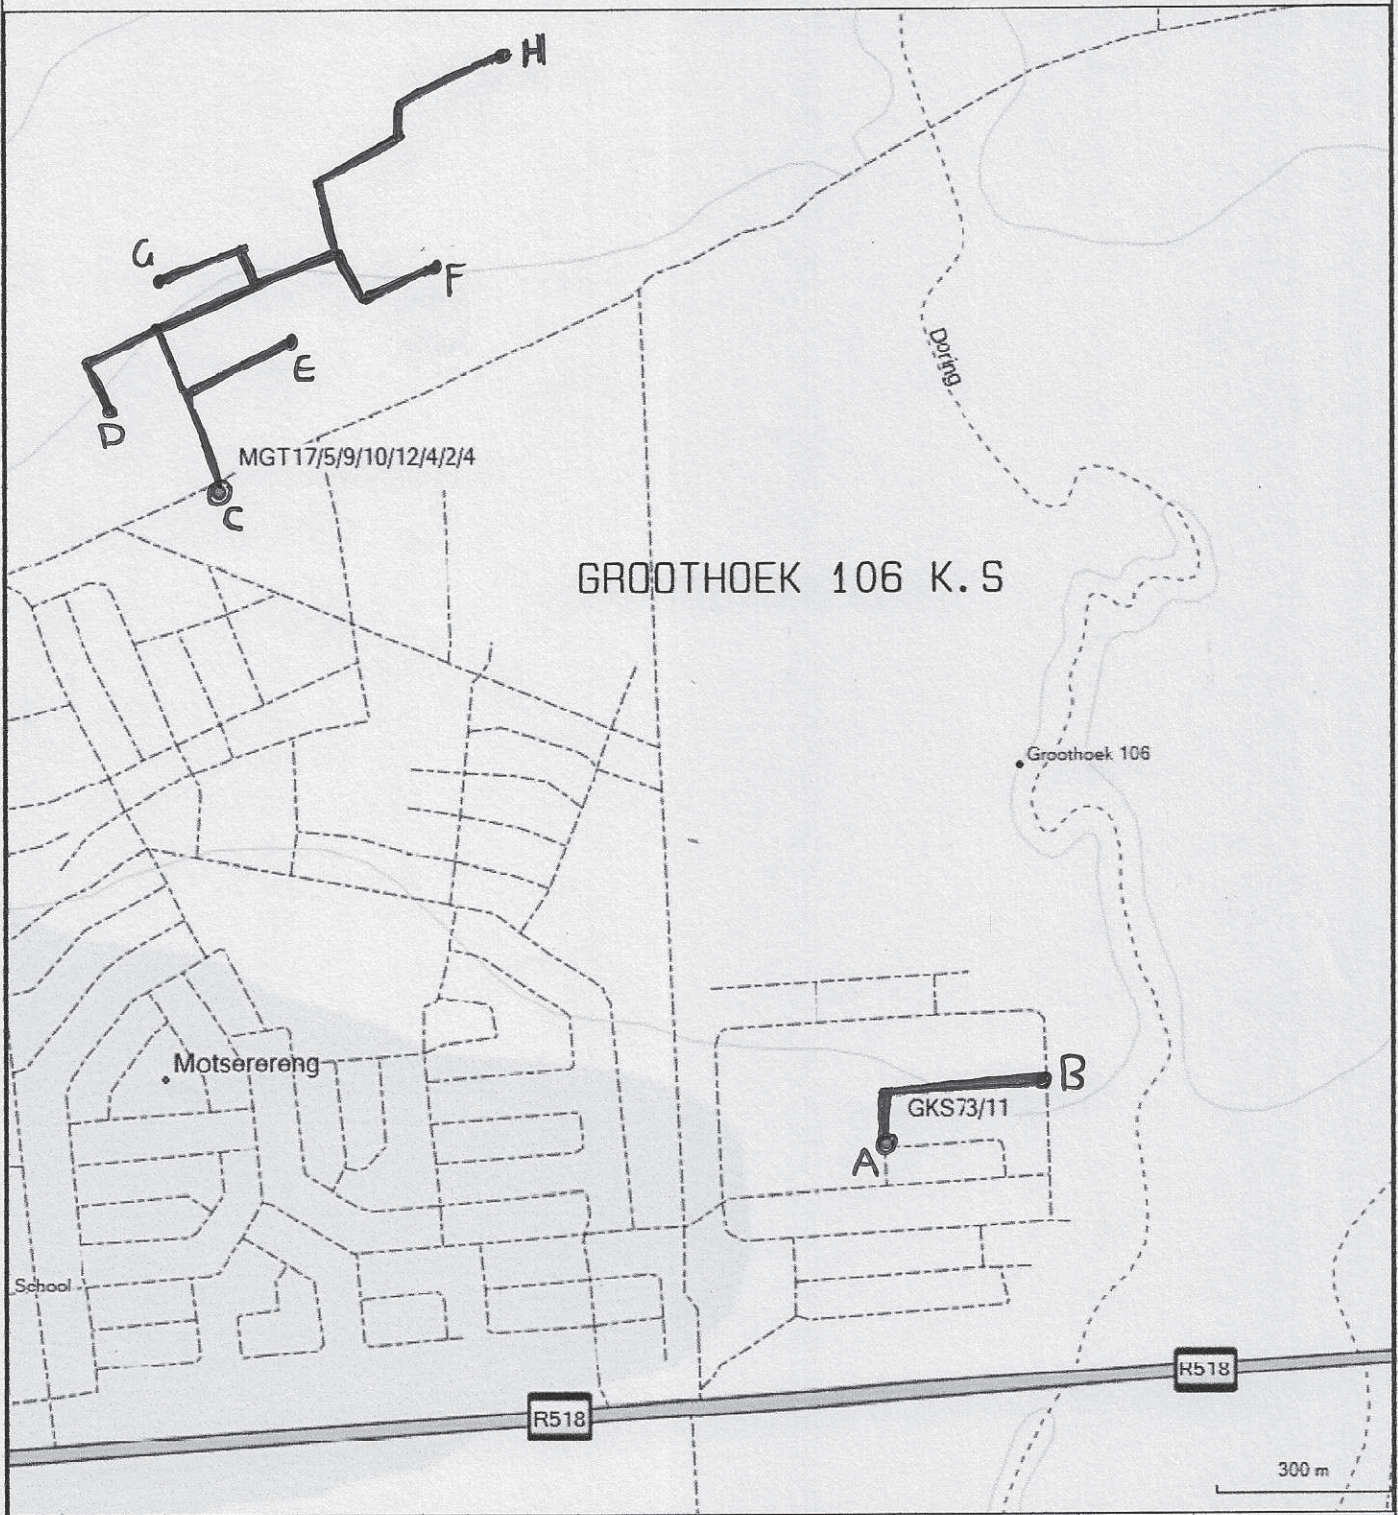 H
G
F
E
D
MGT17/5/9/10/12/4/2/4
C
Doring
GROOTHOEK 106 K.S
Groothoek 106
Motserereng
B
GKS73/11
A
School
R518
R518
300 m